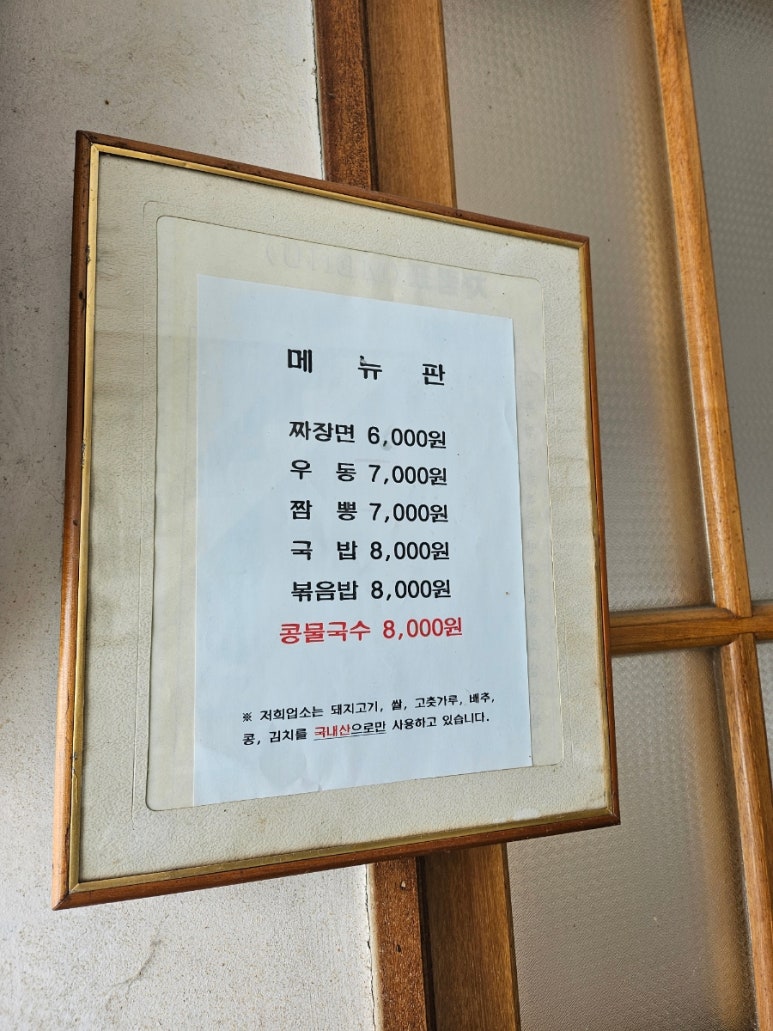 메 뉴 판
짜장면 6,000원
우 동 7,000원
짬 뽕 7,000원
국 밥 8,000원
볶음밥 8,000원
콩물국수 8,000원
※ 저희업소는 돼지고기, 쌀, 고춧가루, 배추,
콩, 김치를 국내산으로만 사용하고 있습니다.